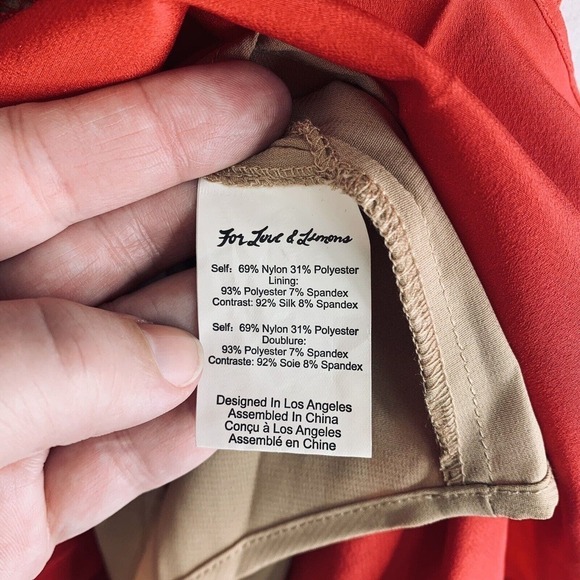 For Love & Lemons
Self: 69% Nylon 31% Polyester
Lining:
93% Polyester 7% Spandex
Contrast: 92% Silk 8% Spandex
Self: 69% Nylon 31% Polyester
Doublure:
93% Polyester 7% Spandex
Contraste: 92% Soie 8% Spandex
Designed In Los Angeles
Assembled In China
Conçu à Los Angeles
Assemblé en Chine